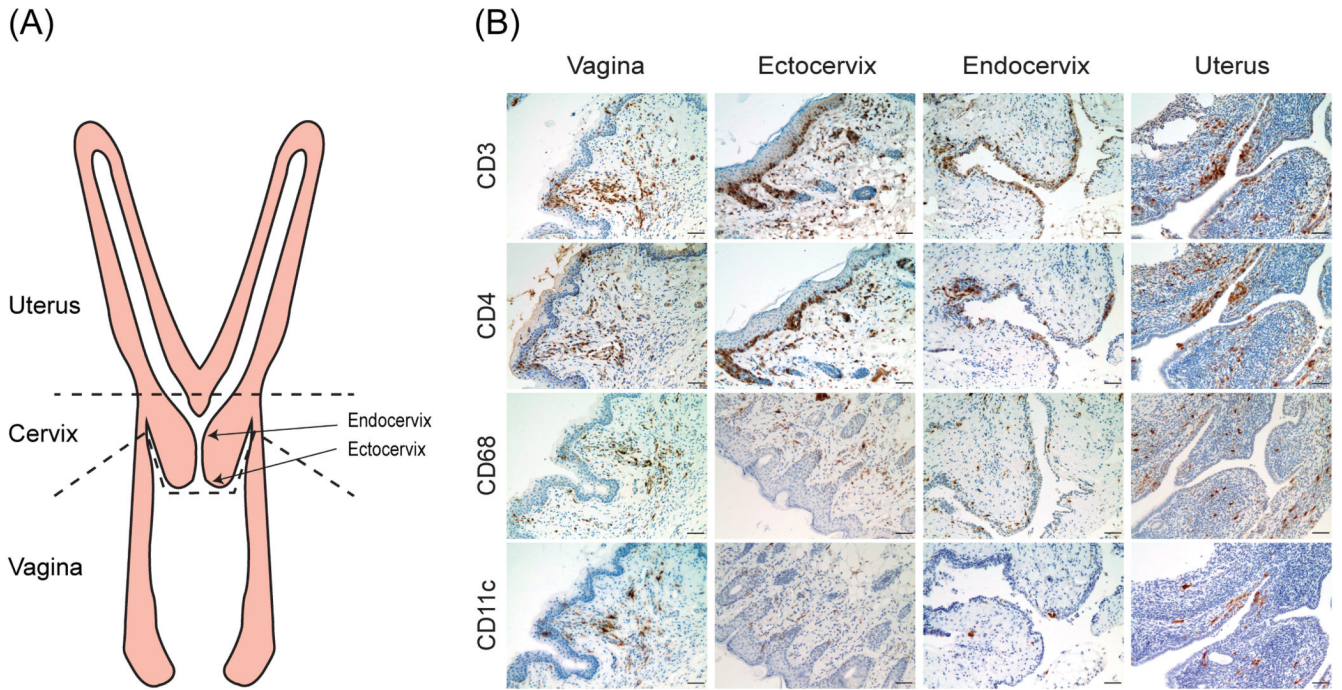 (A)
Uterus
Cervix
Endocervix
Ectocervix
Vagina
(B)
Vagina Ectocervix Endocervix Uterus
CD3
CD4
CD68
CD11c